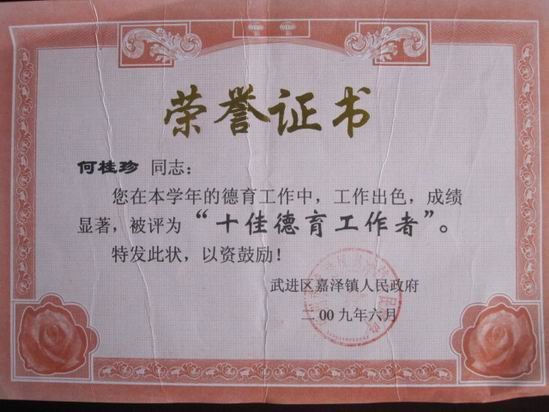 荣誉证书
何桂珍 同志：
您在本学年的德育工作中，工作出色，成绩
显著，被评为“十佳德育工作者”。
特发此状，以资鼓励！
武进区嘉泽镇人民政府
二00九年六月